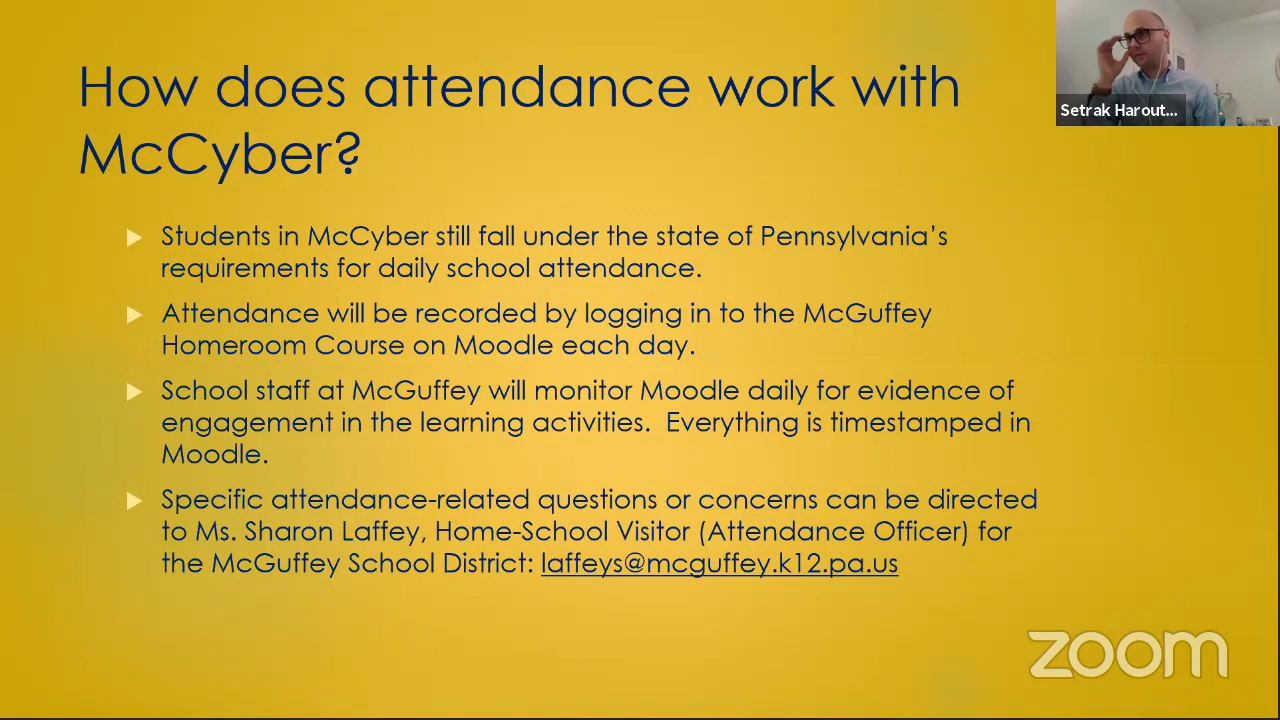 How does attendance work with
McCyber?
Setrak Harout...
Students in McCyber still fall under the state of Pennsylvania’s
requirements for daily school attendance.
Attendance will be recorded by logging in to the McGuffey
Homeroom Course on Moodle each day.
School staff at McGuffey will monitor Moodle daily for evidence of
engagement in the learning activities.  Everything is timestamped in
Moodle.
Specific attendance-related questions or concerns can be directed
to Ms. Sharon Laffey, Home-School Visitor (Attendance Officer) for
the McGuffey School District: laffeys@mcguffey.k12.pa.us
zoom